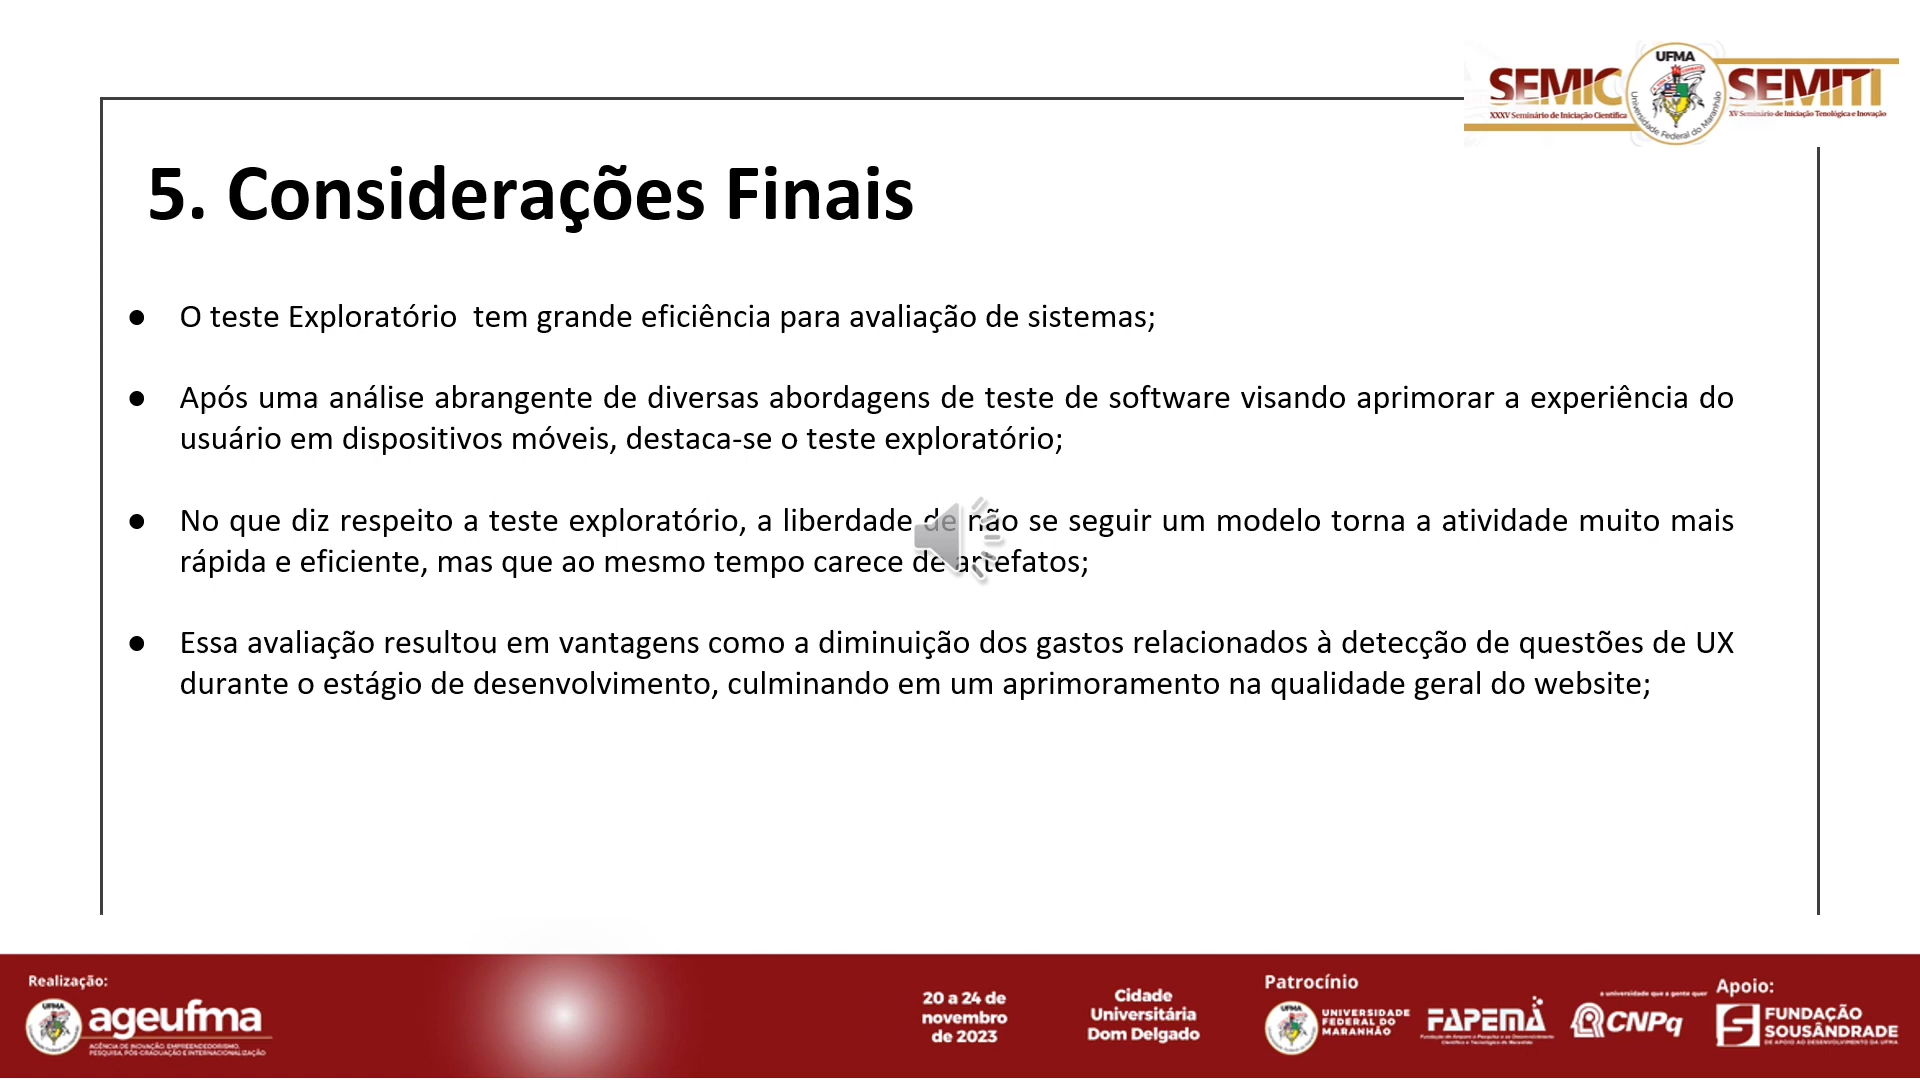 UFMA
SEMIC
XXXV Seminário de Iniciação Científica
Universidade Federal do Maranhão
SEMITI
XV Seminário de Iniciação Tenológica e Inovação
5. Considerações Finais
● O teste Exploratório  tem grande eficiência para avaliação de sistemas;
● Após uma análise abrangente de diversas abordagens de teste de software visando aprimorar a experiência do
usuário em dispositivos móveis, destaca-se o teste exploratório;
● No que diz respeito a teste exploratório, a liberdade de não se seguir um modelo torna a atividade muito mais
rápida e eficiente, mas que ao mesmo tempo carece de artefatos;
● Essa avaliação resultou em vantagens como a diminuição dos gastos relacionados à detecção de questões de UX
durante o estágio de desenvolvimento, culminando em um aprimoramento na qualidade geral do website;
Realização:
UFMA
ageufma
AGÊNCIA DE INOVAÇÃO, EMPREENDEDORISMO,
PESQUISA, PÓS-GRADUAÇÃO E INTERNACIONALIZAÇÃO
20 a 24 de
novembro
de 2023
Cidade
Universitária
Dom Delgado
Patrocínio
UFMA
UNIVERSIDADE
FEDERAL DO
MARANHÃO
a universidade que a gente quer
FAPEMA
Fundação de Amparo à Pesquisa e ao Desenvolvimento
Científico e Tecnológico do Maranhão
CNPq
Apoio:
FUNDAÇÃO
SOUSÂNDRADE
DE APOIO AO DESENVOLVIMENTO DA UFMA